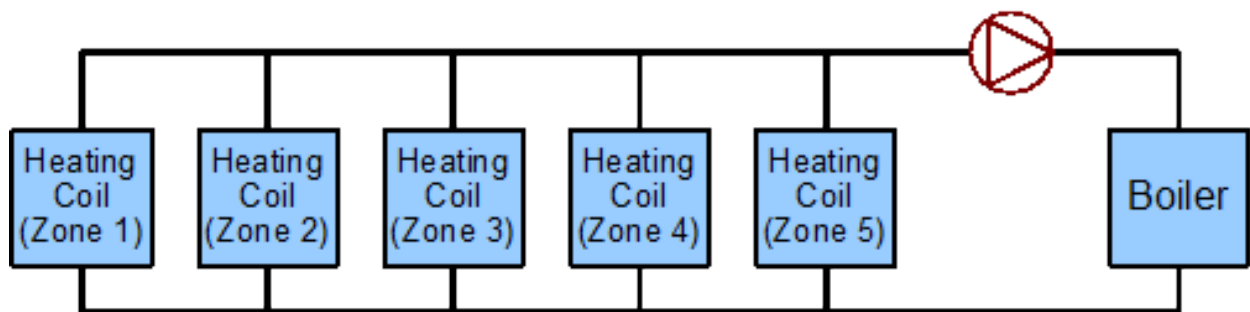 Heating
Coil
(Zone 1)
Heating
Coil
(Zone 2)
Heating
Coil
(Zone 3)
Heating
Coil
(Zone 4)
Heating
Coil
(Zone 5)
Boiler